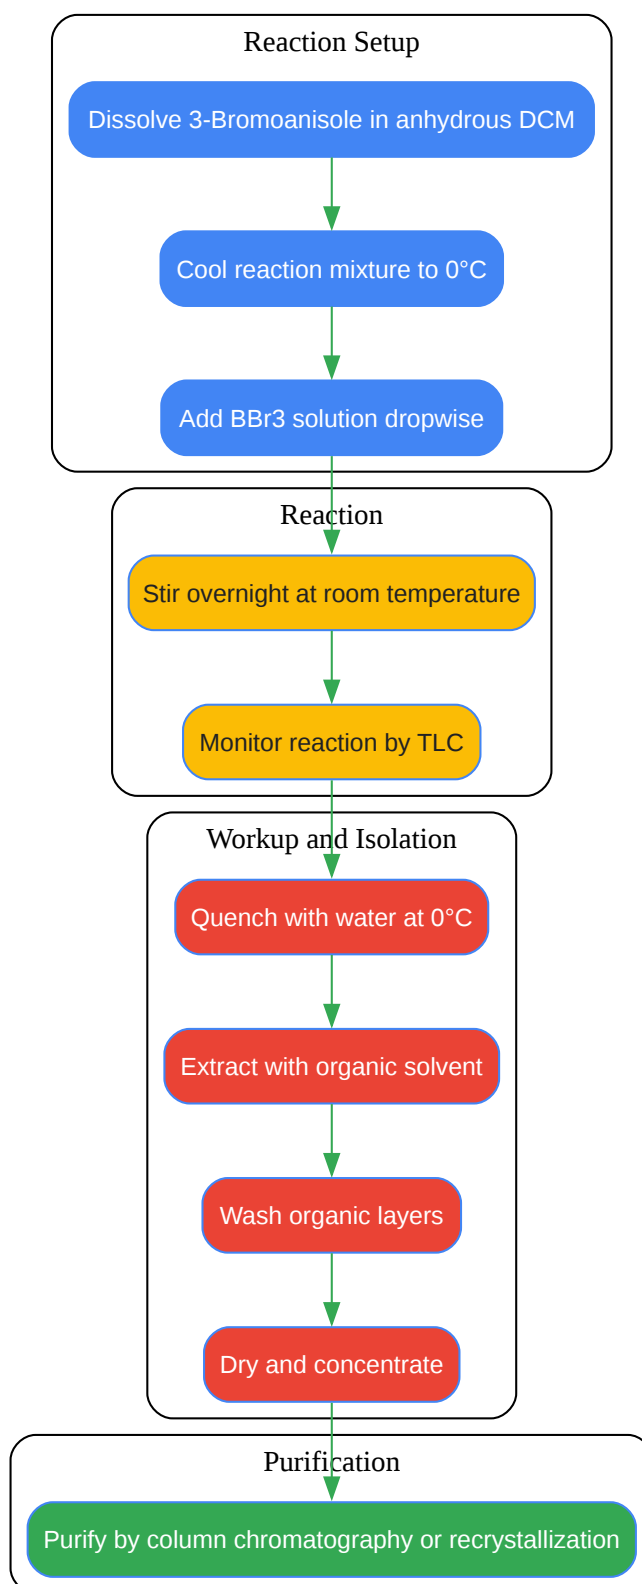 Reaction Setup
Dissolve 3-Bromoanisole in anhydrous DCM
Cool reaction mixture to 0°C
Add BBr3 solution dropwise
Reaction
Stir overnight at room temperature
Monitor reaction by TLC
Workup and Isolation
Quench with water at 0°C
Extract with organic solvent
Wash organic layers
Dry and concentrate
Purification
Purify by column chromatography or recrystallization